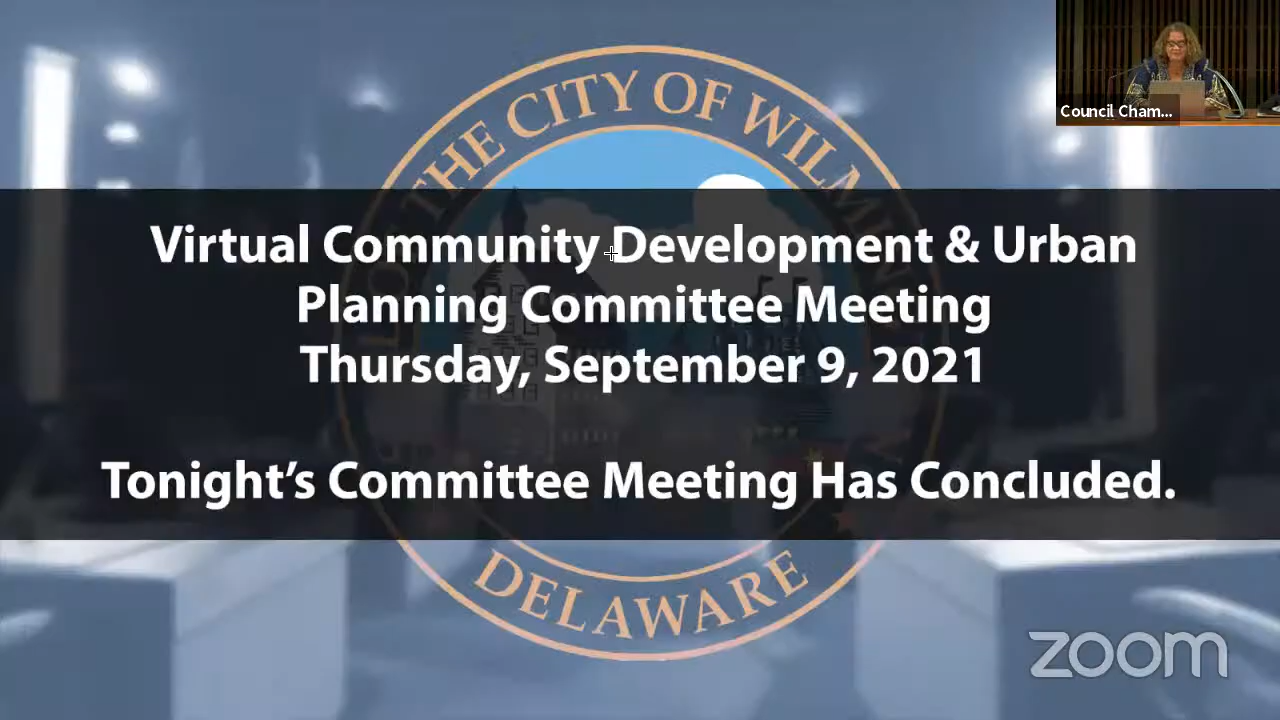 Council Cham...
THE CITY OF WILM
Virtual Community Development & Urban
Planning Committee Meeting
Thursday, September 9, 2021
Tonight's Committee Meeting Has Concluded.
DELAWARE
zoom